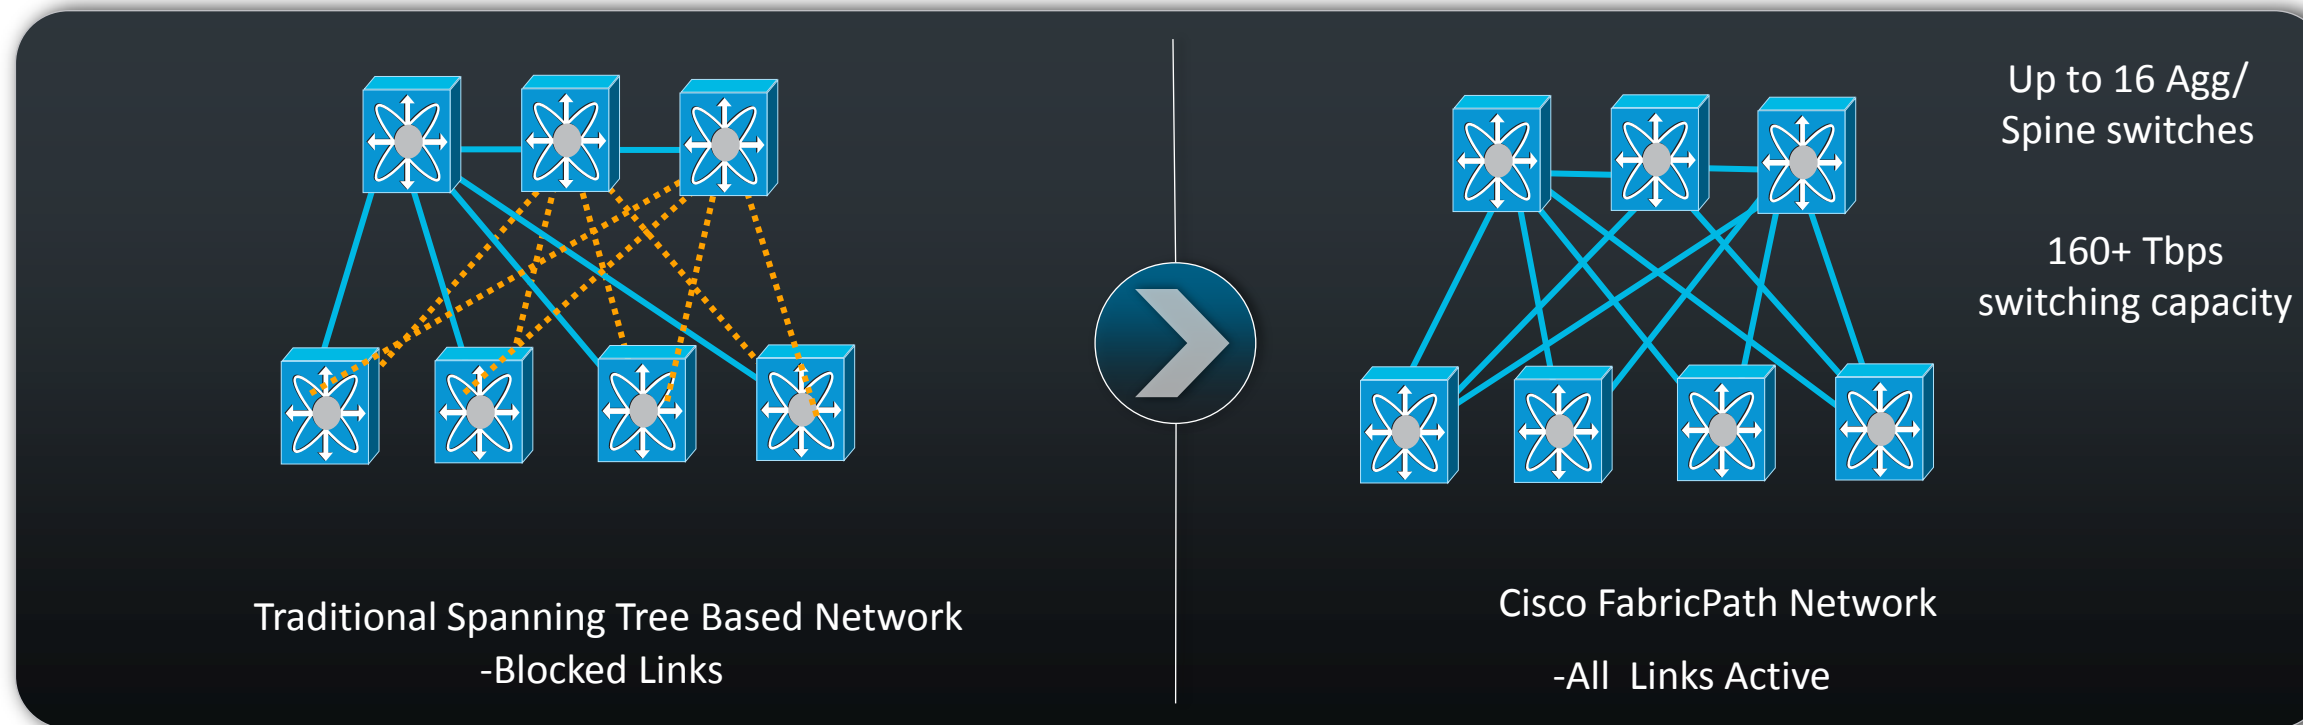 Traditional Spanning Tree Based Network
-Blocked Links
Up to 16 Agg/
Spine switches
160+ Tbps
switching capacity
Cisco FabricPath Network
-All  Links Active